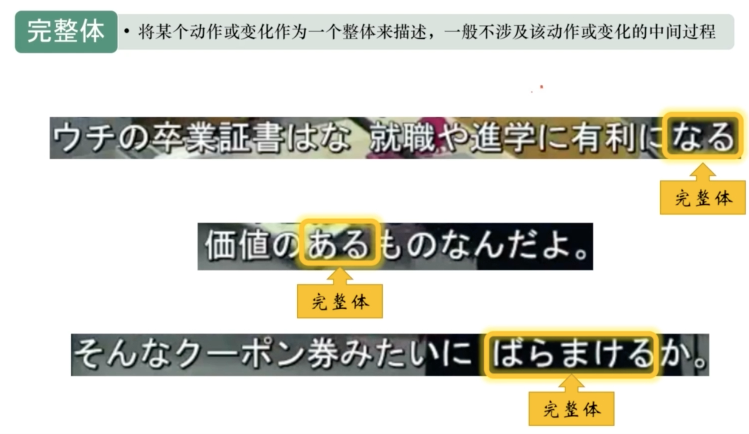 完整体 • 将某个动作或变化作为一个整体来描述，一般不涉及该动作或变化的中间过程
ウチの卒業証書はな 就職や進学に有利になる
完整体
価値のあるものなんだよ。
完整体
そんなクーポン券みたいに ばらまけるか。
完整体